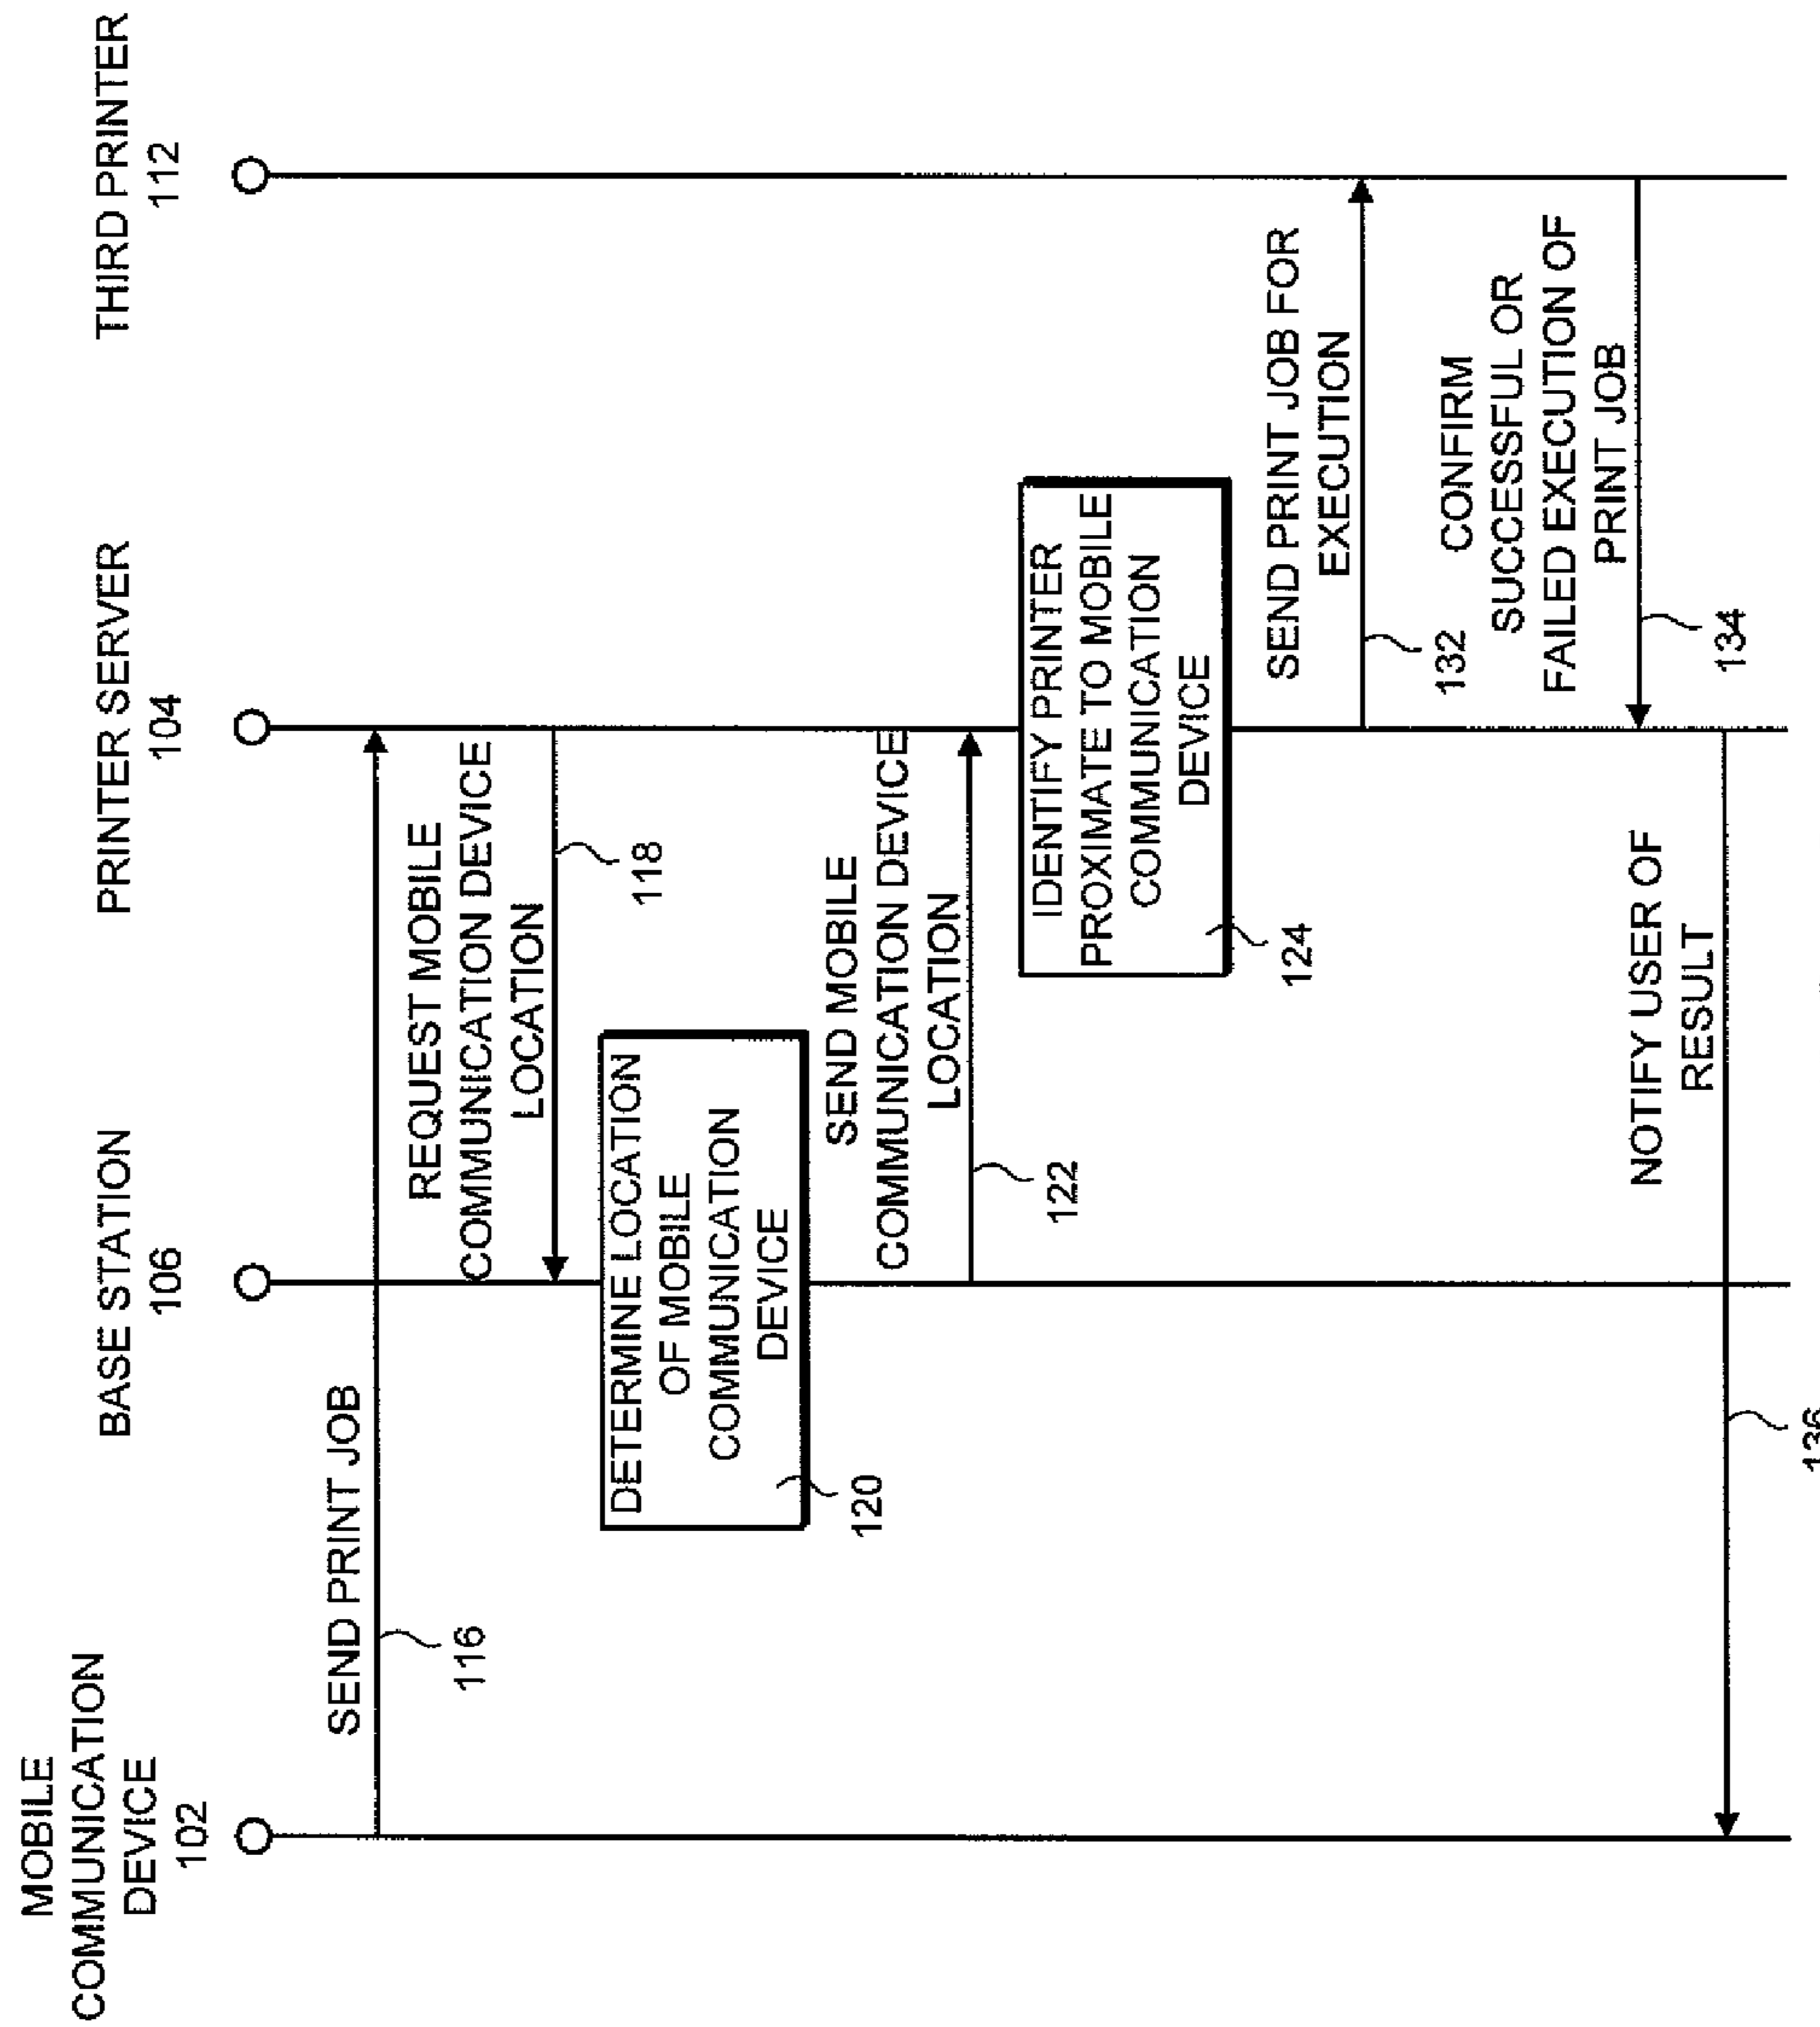 MOBILE
COMMUNICATION
DEVICE
102
BASE STATION
106
PRINTER SERVER
104
THIRD PRINTER
112
SEND PRINT JOB
116
REQUEST MOBILE
COMMUNICATION DEVICE
LOCATION
118
DETERMINE LOCATION
OF MOBILE
COMMUNICATION
DEVICE
120
SEND MOBILE
COMMUNICATION DEVICE
LOCATION
122
IDENTIFY PRINTER
PROXIMATE TO MOBILE
COMMUNICATION
DEVICE
124
SEND PRINT JOB FOR
EXECUTION
132
CONFIRM
SUCCESSFUL OR
FAILED EXECUTION OF
PRINT JOB
134
NOTIFY USER OF
RESULT
136